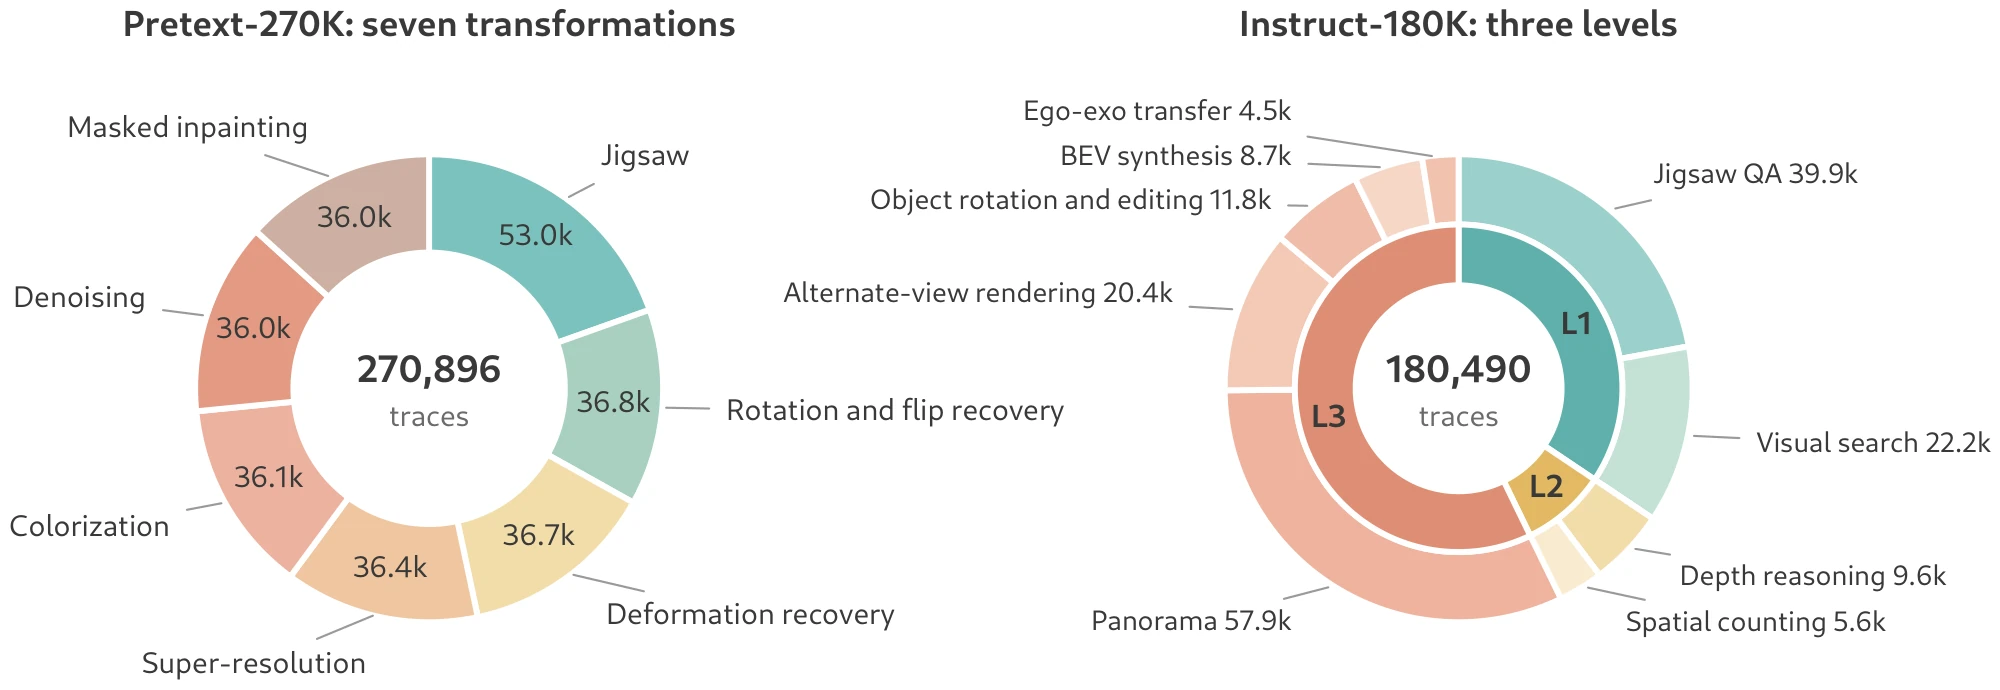 Pretext-270K: seven transformations
Masked inpainting
Jigsaw
36.0k
53.0k
Denoising
36.0k
270,896
traces
36.8k
Rotation and flip recovery
36.1k
Colorization
36.7k
36.4k
Deformation recovery
Super-resolution
Instruct-180K: three levels
Ego-exo transfer 4.5k
BEV synthesis 8.7k
Object rotation and editing 11.8k
Jigsaw QA 39.9k
Alternate-view rendering 20.4k
L1
180,490
traces
L3
Visual search 22.2k
L2
Depth reasoning 9.6k
Panorama 57.9k
Spatial counting 5.6k